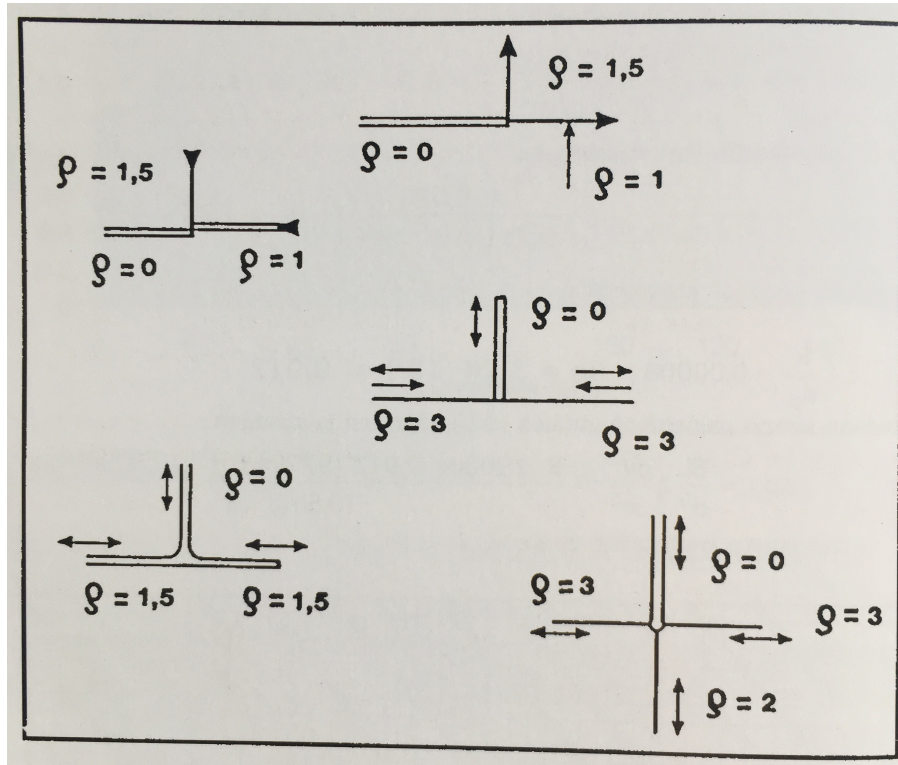 ρ = 1,5
ρ = 0
ρ = 1
ρ = 1,5
ρ = 0
ρ = 1
ρ = 0
ρ = 3
ρ = 3
ρ = 0
ρ = 1,5
ρ = 1,5
ρ = 0
ρ = 3
ρ = 3
ρ = 2